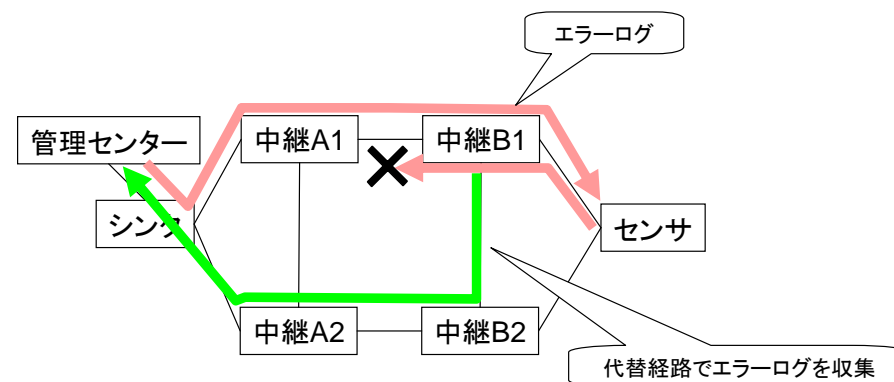 エラーログ
管理センター
中継A1
中継B1
シンク
センサ
中継A2
中継B2
代替経路でエラーログを収集